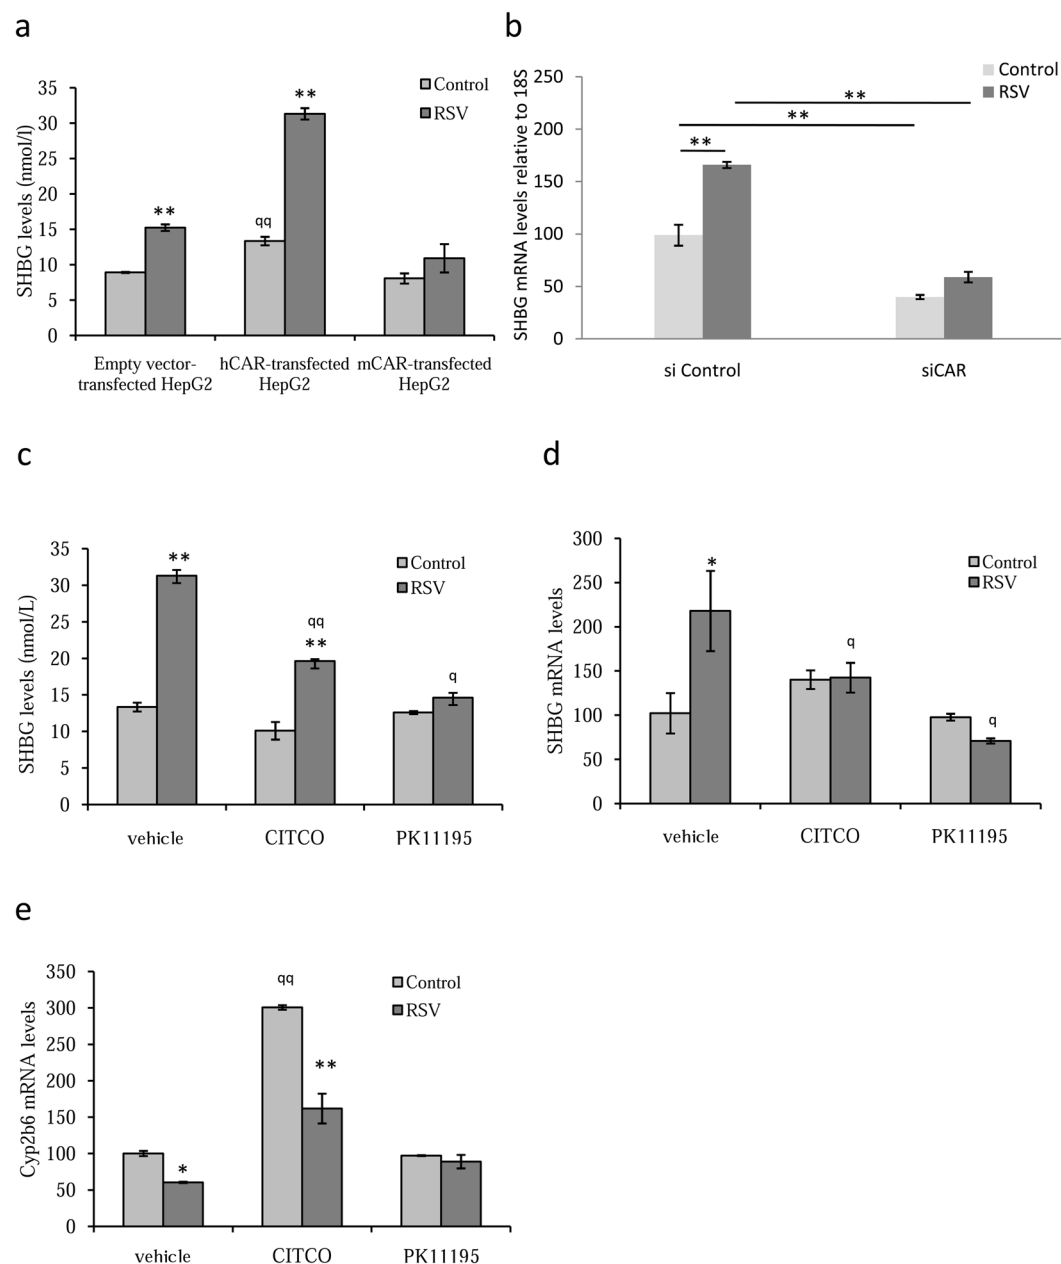 a
SHBG levels (nmol/l)
35
30
25
20
15
10
5
0
Control
RSV
**
qq
**
Empty vector-
transfected HepG2
hCAR-transfected
HepG2
mCAR-transfected
HepG2
b
SHBG mRNA levels relative to 18S
250
200
150
100
50
0
Control
RSV
**
**
**
si Control
siCAR
c
SHBG levels (nmol/L)
35
30
25
20
15
10
5
0
Control
RSV
**
qq
**
q
vehicle
CITCO
PK11195
d
SHBG mRNA levels
300
250
200
150
100
50
0
Control
RSV
*
q
q
vehicle
CITCO
PK11195
e
Cyp2b6 mRNA levels
350
300
250
200
150
100
50
0
Control
RSV
*
qq
**
vehicle
CITCO
PK11195